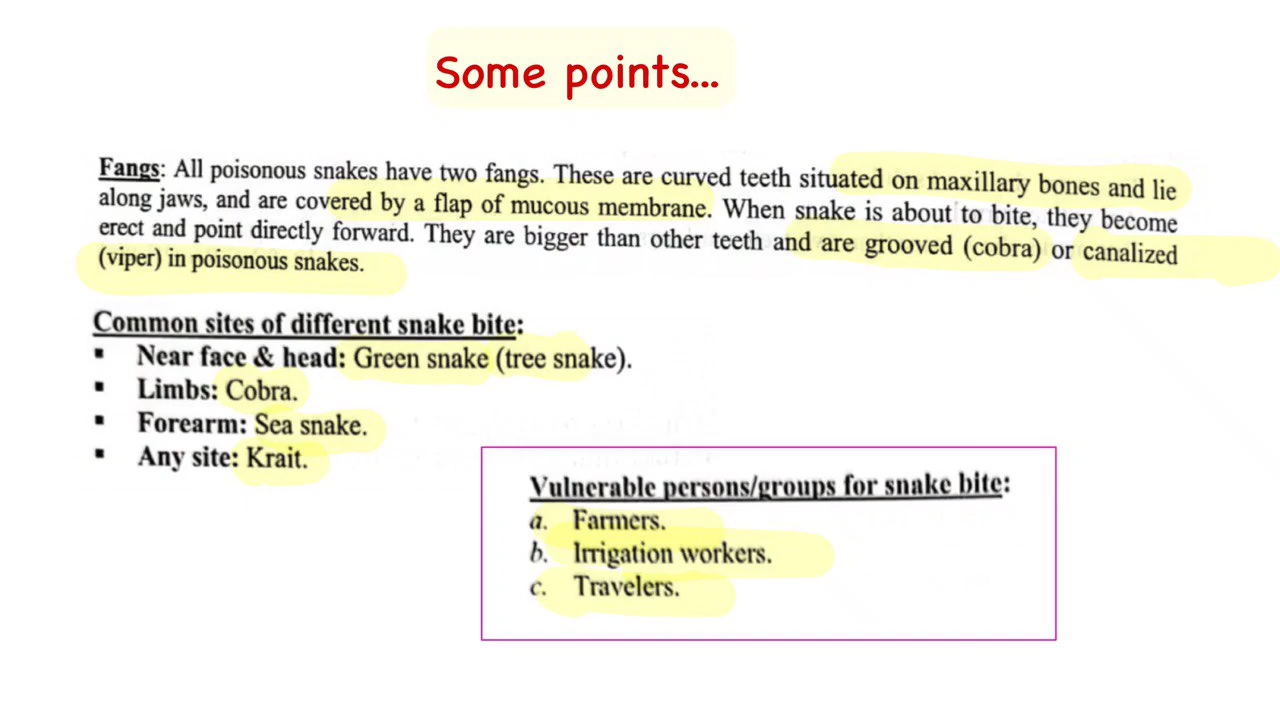 Some points...
Fangs: All poisonous snakes have two fangs. These are curved teeth situated on maxillary bones and lie
along jaws, and are covered by a flap of mucous membrane. When snake is about to bite, they become
erect and point directly forward. They are bigger than other teeth and are grooved (cobra) or canalized
(viper) in poisonous snakes.
Common sites of different snake bite:
▪ Near face & head: Green snake (tree snake).
▪ Limbs: Cobra.
▪ Forearm: Sea snake.
▪ Any site: Krait.
Vulnerable persons/groups for snake bite:
a. Farmers.
b. Irrigation workers.
c. Travelers.